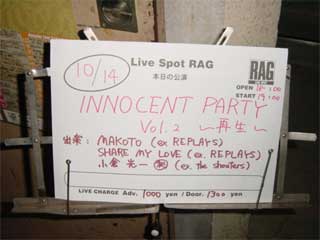 10/14
Live Spot RAG
本日の公演
RAG
OPEN 18:00
START 19:00
INNOCENT PARTY
Vol.2 〜再生〜
出演: MAKOTO (ex. REPLAYS)
SHARE MY LOVE (ex. REPLAYS)
小倉光一 (ex. the shouters)
LIVE CHARGE Adv. 1000 yen / Door. 1300 yen